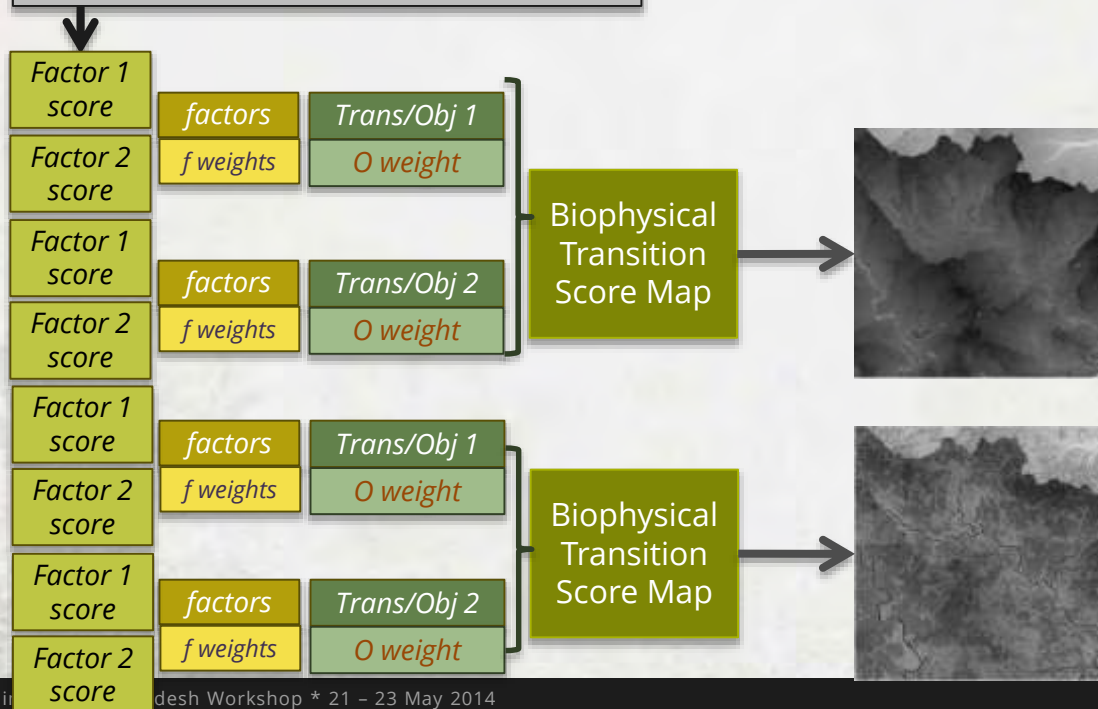 Factor 1
score
Factor 2
score
Factor 1
score
Factor 2
score
Factor 1
score
Factor 2
score
Factor 1
score
Factor 2
score
factors
f weights
Trans/Obj 1
O weight
factors
f weights
Trans/Obj 2
O weight
Biophysical
Transition
Score Map
factors
f weights
Trans/Obj 1
O weight
factors
f weights
Trans/Obj 2
O weight
Biophysical
Transition
Score Map
desh Workshop * 21 – 23 May 2014